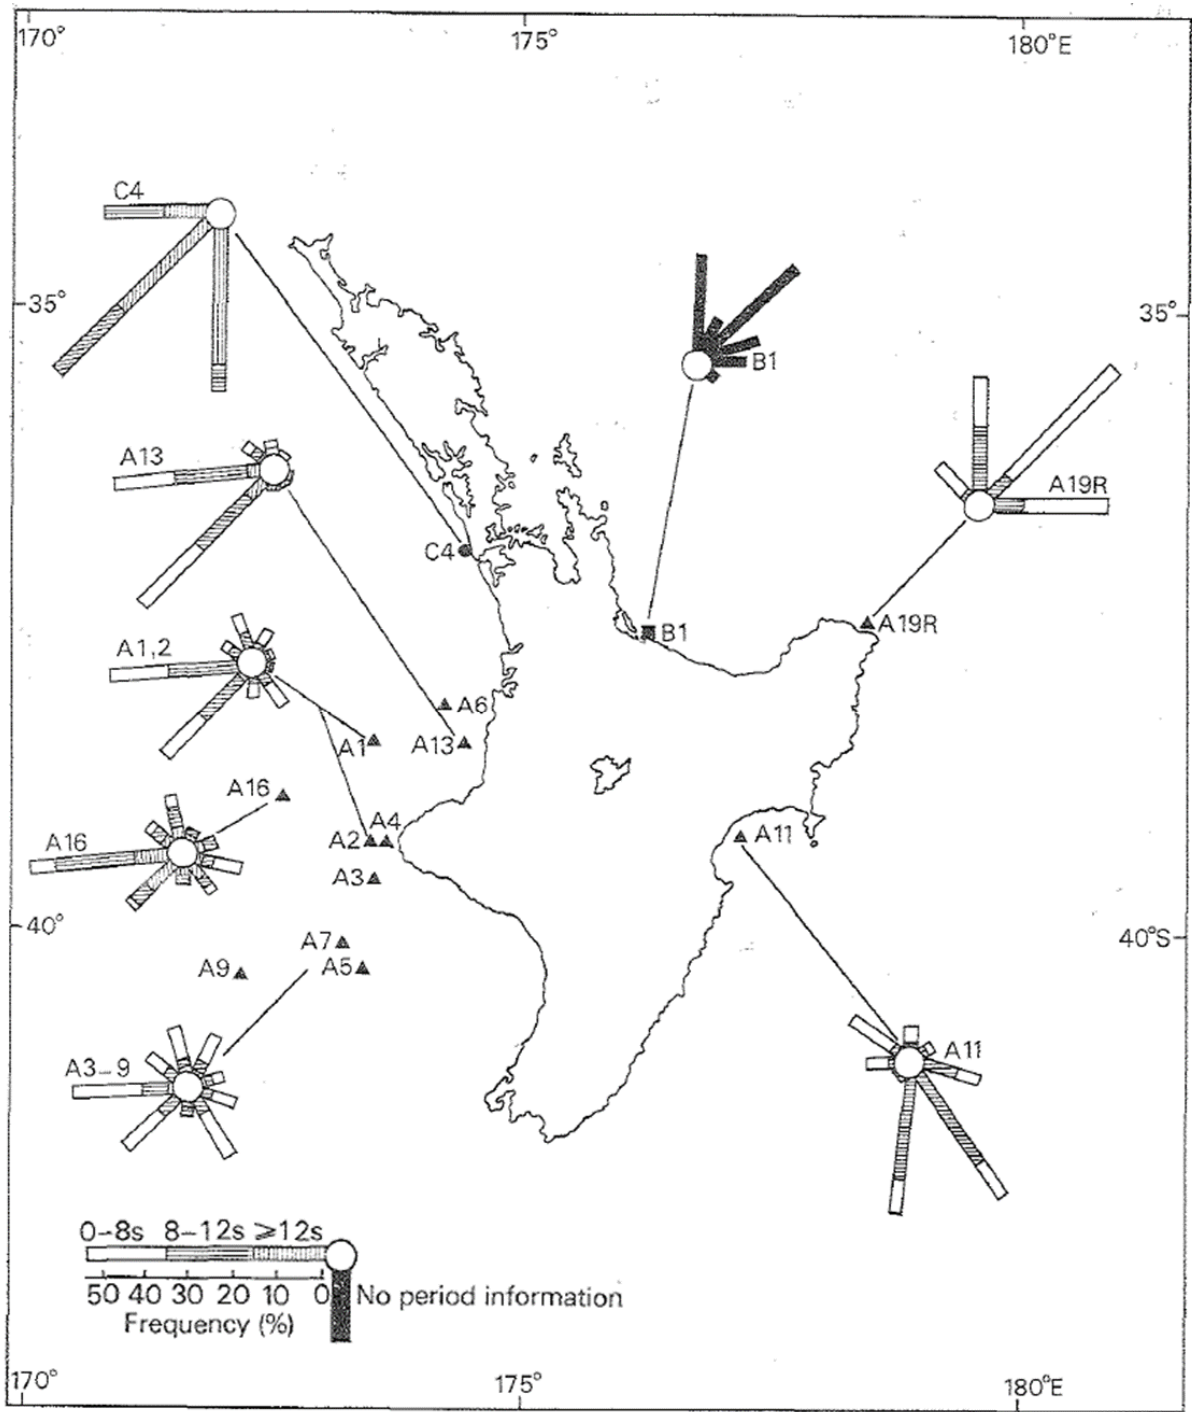 170°
175°
180°E
C4
35°
35°
B1
A13
A19R
C4
B1
A19R
A1,2
A6
A1
A13
A16
A4
A2
A11
A16
A3
40°
A7
40°S
A9
A5
A11
A3-9
0-8s 8-12s ≥12s
50 40 30 20 10 0
No period information
Frequency (%)
170°
175°
180°E